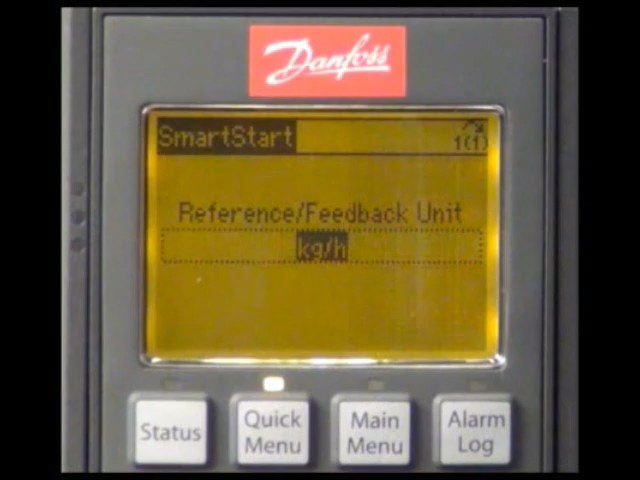 Danfoss
SmartStart
1(1)
Reference/Feedback Unit
kg/h
Status
Quick Menu
Main Menu
Alarm Log